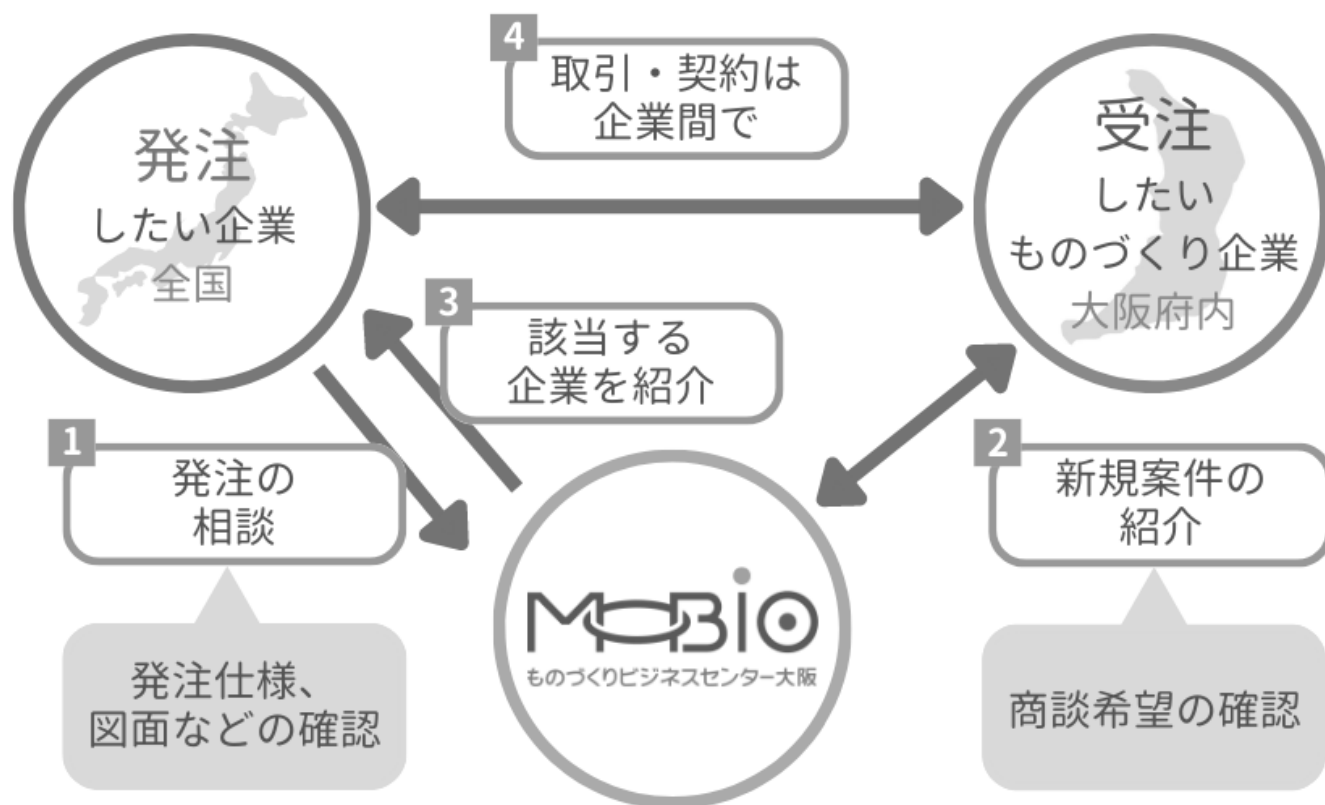 発注
したい企業
全国
4
取引・契約は
企業間で
受注
したい
ものづくり企業
大阪府内
3
該当する
企業を紹介
1
発注の
相談
発注仕様、
図面などの確認
MOBiO
ものづくりビジネスセンター大阪
2
新規案件の
紹介
商談希望の確認